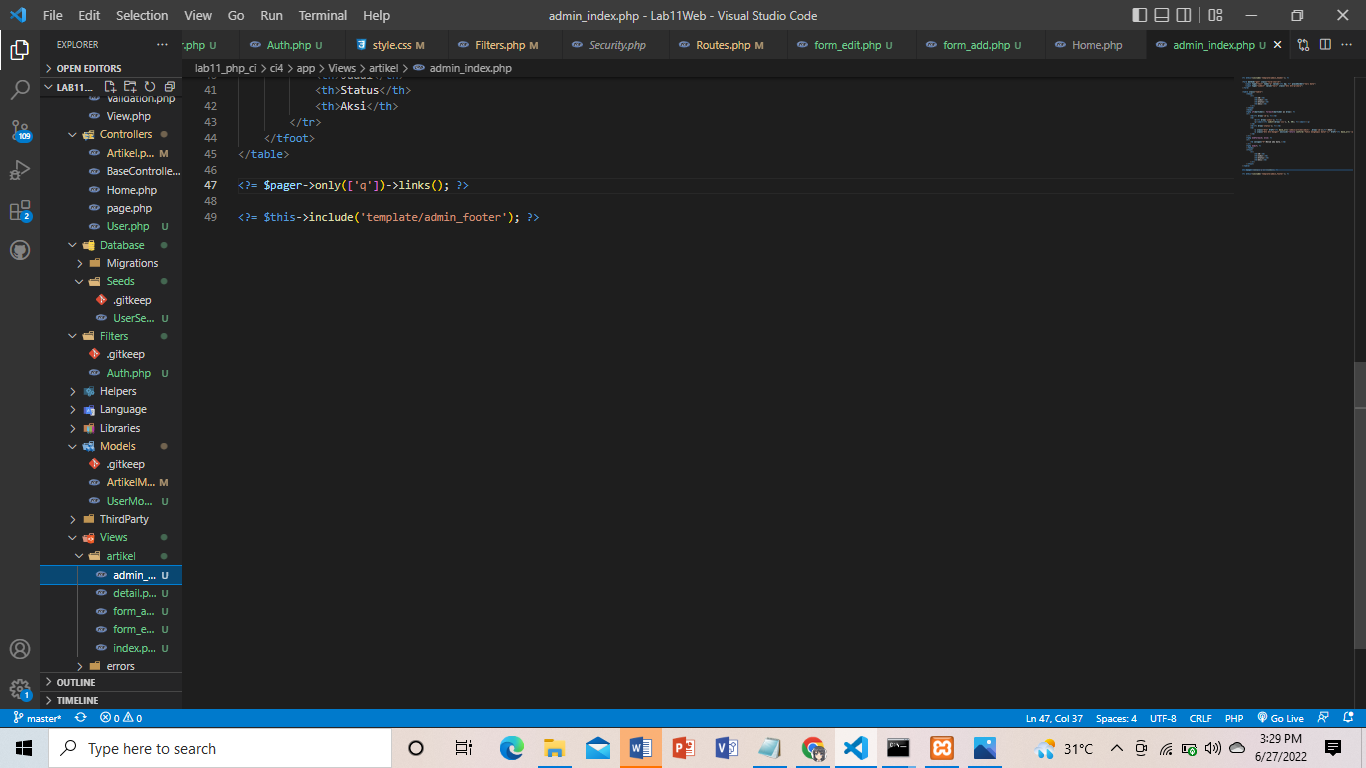 File Edit Selection View Go Run Terminal Help admin_index.php - Lab11Web - Visual Studio Code
EXPLORER ··· r.php U Auth.php U style.css M Filters.php M Security.php Routes.php M form_edit.php U form_add.php U Home.php admin_index.php U
OPEN EDITORS
lab11_php_ci > ci4 > app > Views > artikel > admin_index.php
LAB11...
Validation.php
View.php
Controllers
Artikel.p... M
BaseControlle...
Home.php
page.php
User.php U
Database
Migrations
Seeds
.gitkeep
UserSe... U
Filters
.gitkeep
Auth.php U
Helpers
Language
Libraries
Models
.gitkeep
ArtikelM... M
UserMo... U
ThirdParty
Views
artikel
admin_... U
detail.p... U
form_a... U
form_e... U
index.p... U
errors
OUTLINE
TIMELINE
109
2
1
41 <th>Status</th>
42 <th>Aksi</th>
43 </tr>
44 </tfoot>
45 </table>
46
47 <?= $pager->only(['q'])->links(); ?>
48
49 <?= $this->include('template/admin_footer'); ?>
master* 0 0 Ln 47, Col 37 Spaces: 4 UTF-8 CRLF PHP Go Live
Type here to search 31°C 3:29 PM
6/27/2022